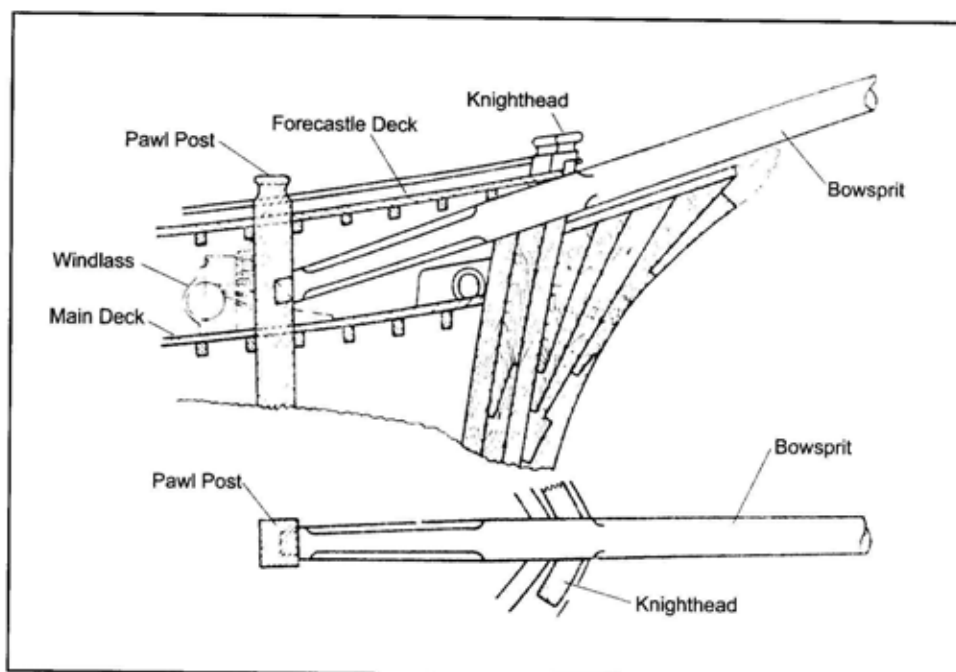 Knighthead
Forecastle Deck
Pawl Post
Bowsprit
Windlass
Main Deck
Bowsprit
Pawl Post
Knighthead